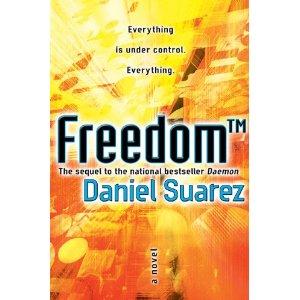 Everything
is under control.
Everything.
Freedom™
The sequel to the national bestseller Daemon
Daniel Suarez
a novel